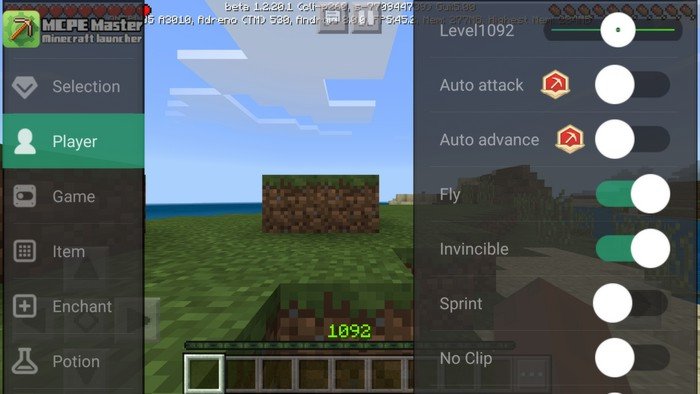 MCPE Master
Minecraft launcher
Selection
Player
Game
Item
Enchant
Potion
1092
Level1092
Auto attack
Auto advance
Fly
Invincible
Sprint
No Clip